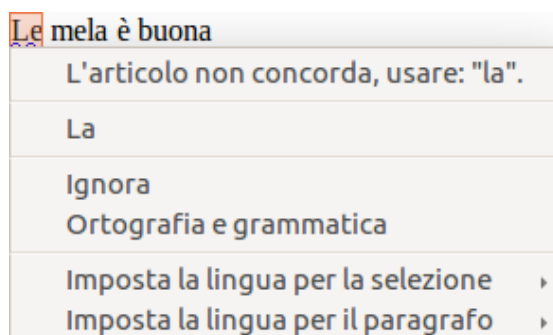 Le mela è buona
L'articolo non concorda, usare: "la".
La
Ignora
Ortografia e grammatica
Imposta la lingua per la selezione
Imposta la lingua per il paragrafo